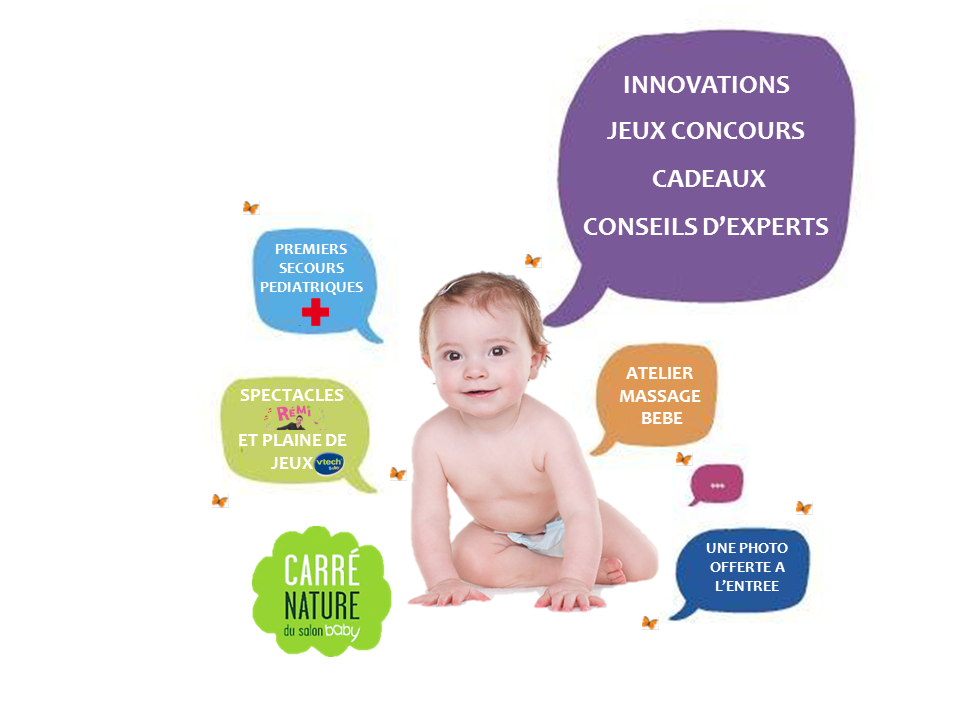 INNOVATIONS
JEUX CONCOURS
CADEAUX
CONSEILS D’EXPERTS
PREMIERS
SECOURS
PEDIATRIQUES
SPECTACLES
RÉMI
ET PLAINE DE
JEUX vtech
Baby
ATELIER
MASSAGE
BEBE
...
UNE PHOTO
OFFERTE A
L’ENTREE
CARRÉ
NATURE
du salon baby